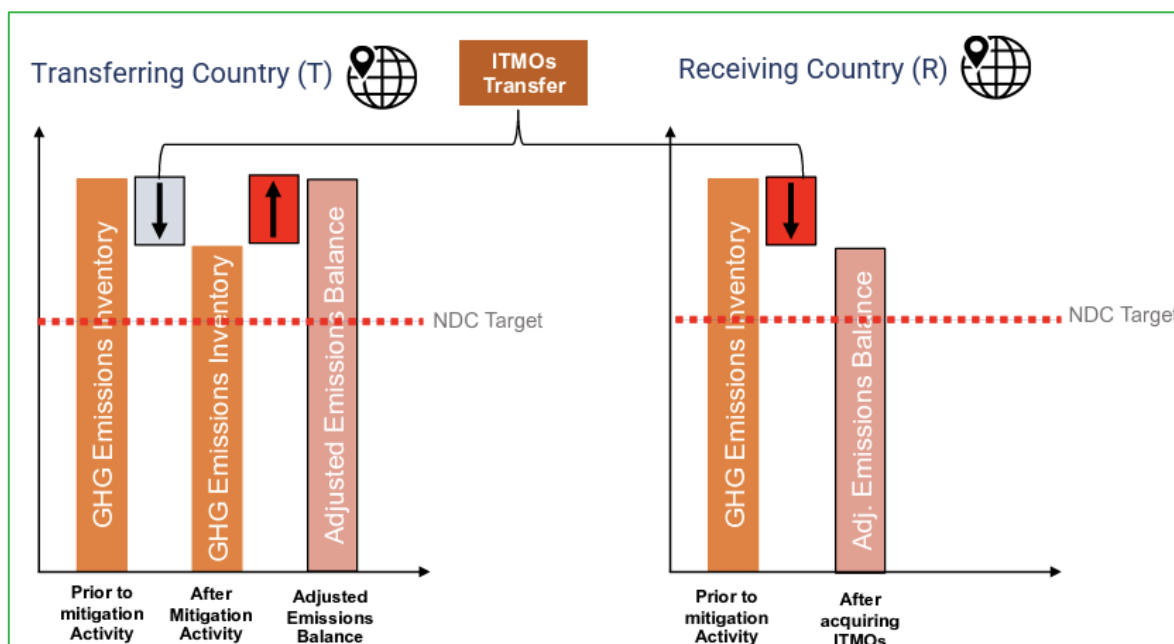 Transferring Country (T)
ITMOs
Transfer
Receiving Country (R)
GHG Emissions Inventory
GHG Emissions Inventory
Adjusted Emissions Balance
NDC Target
GHG Emissions Inventory
Adj. Emissions Balance
NDC Target
Prior to
mitigation
Activity
After
Mitigation
Activity
Adjusted
Emissions
Balance
Prior to
mitigation
Activity
After
acquiring
ITMOs